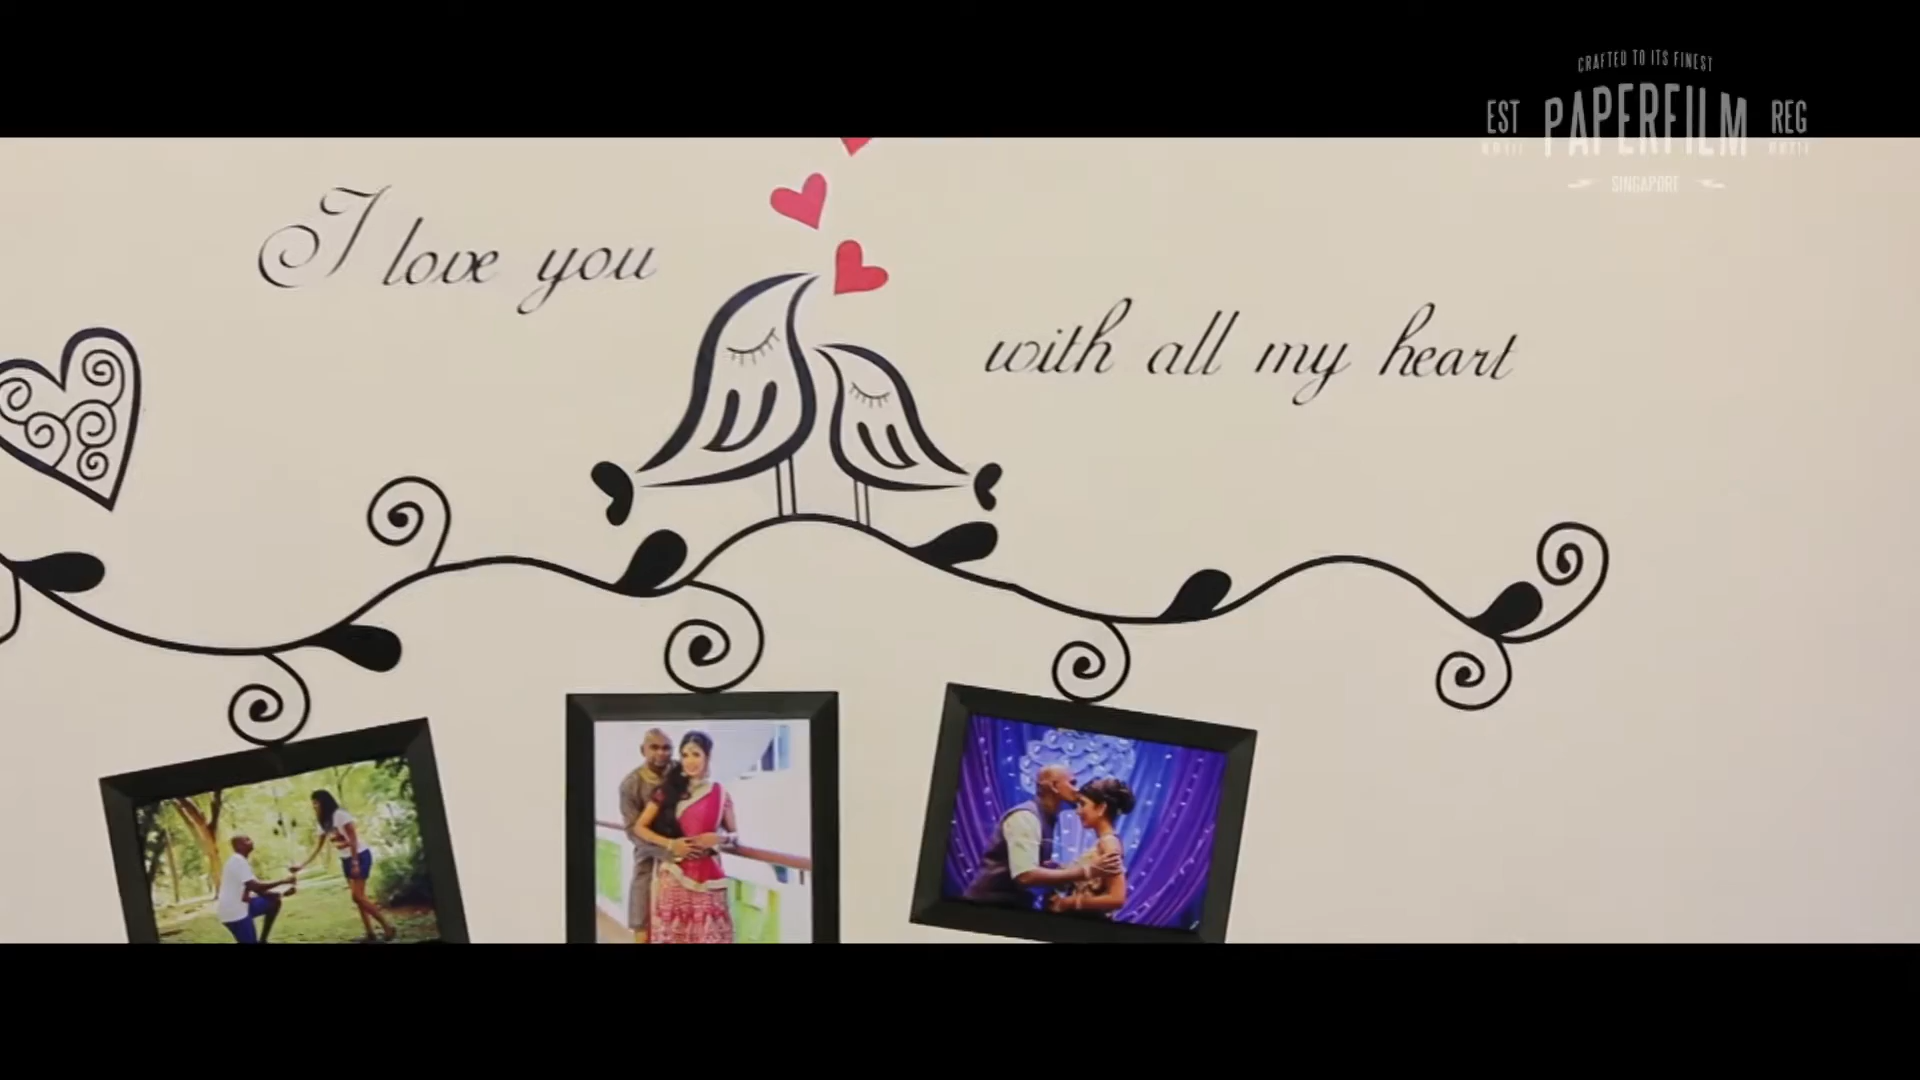 CRAFTED TO ITS FINEST
EST PAPERFILM REG
SINGAPORE
I love you
with all my heart